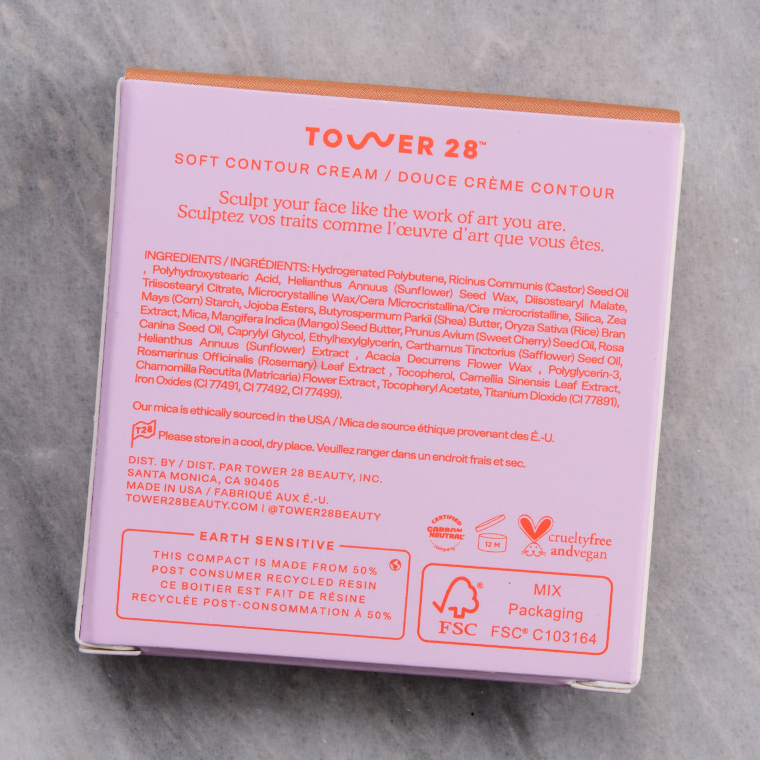 TOWER 28™
SOFT CONTOUR CREAM / DOUCE CRÈME CONTOUR
Sculpt your face like the work of art you are.
Sculptez vos traits comme l'œuvre d'art que vous êtes.
INGREDIENTS / INGRÉDIENTS: Hydrogenated Polybutene, Ricinus Communis (Castor) Seed Oil
, Polyhydroxystearic Acid, Helianthus Annuus (Sunflower) Seed Wax, Diisostearyl Malate,
Triisostearyl Citrate, Microcrystalline Wax/Cera Microcristallina/Cire microcristalline, Silica, Zea
Mays (Corn) Starch, Jojoba Esters, Butyrospermum Parkii (Shea) Butter, Oryza Sativa (Rice) Bran
Extract, Mica, Mangifera Indica (Mango) Seed Butter, Prunus Avium (Sweet Cherry) Seed Oil, Rosa
Canina Seed Oil, Caprylyl Glycol, Ethylhexylglycerin, Carthamus Tinctorius (Safflower) Seed Oil,
Helianthus Annuus (Sunflower) Extract , Acacia Decurrens Flower Wax , Polyglycerin-3,
Rosmarinus Officinalis (Rosemary) Leaf Extract , Tocopherol, Camellia Sinensis Leaf Extract,
Chamomilla Recutita (Matricaria) Flower Extract , Tocopheryl Acetate, Titanium Dioxide (CI 77891),
Iron Oxides (CI 77491, CI 77492, CI 77499).
Our mica is ethically sourced in the USA / Mica de source éthique provenant des É.-U.
T28 Please store in a cool, dry place. Veuillez ranger dans un endroit frais et sec.
DIST. BY / DIST. PAR TOWER 28 BEAUTY, INC.
SANTA MONICA, CA 90405
MADE IN USA / FABRIQUÉ AUX É.-U.
TOWER28BEAUTY.COM | @TOWER28BEAUTY
CERTIFIED
CARBON
NEUTRAL
company
12 M
crueltyfree
andvegan
EARTH SENSITIVE
THIS COMPACT IS MADE FROM 50%
POST CONSUMER RECYCLED RESIN
CE BOITIER EST FAIT DE RÉSINE
RECYCLÉE POST-CONSOMMATION À 50%
FSC
MIX
Packaging
FSC® C103164